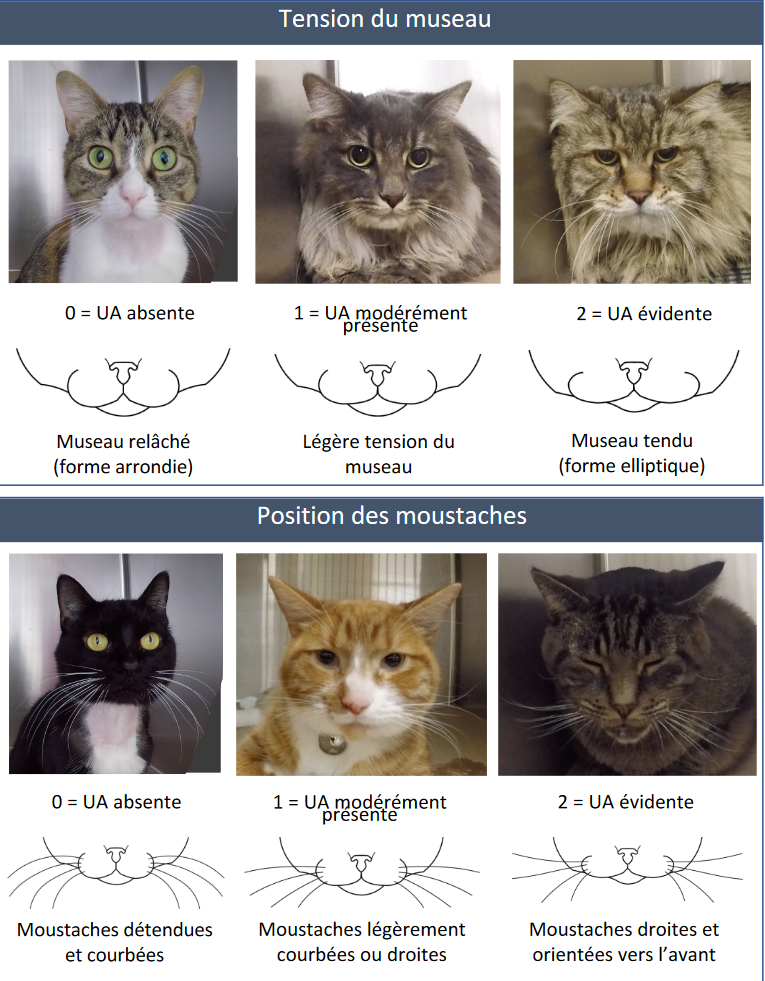 Tension du museau
0 = UA absente
1 = UA modérément
présente
2 = UA évidente
Museau relâché
(forme arrondie)
Légère tension du
museau
Museau tendu
(forme elliptique)
Position des moustaches
0 = UA absente
1 = UA modérément
présente
2 = UA évidente
Moustaches détendues
et courbées
Moustaches légèrement
courbées ou droites
Moustaches droites et
orientées vers l’avant